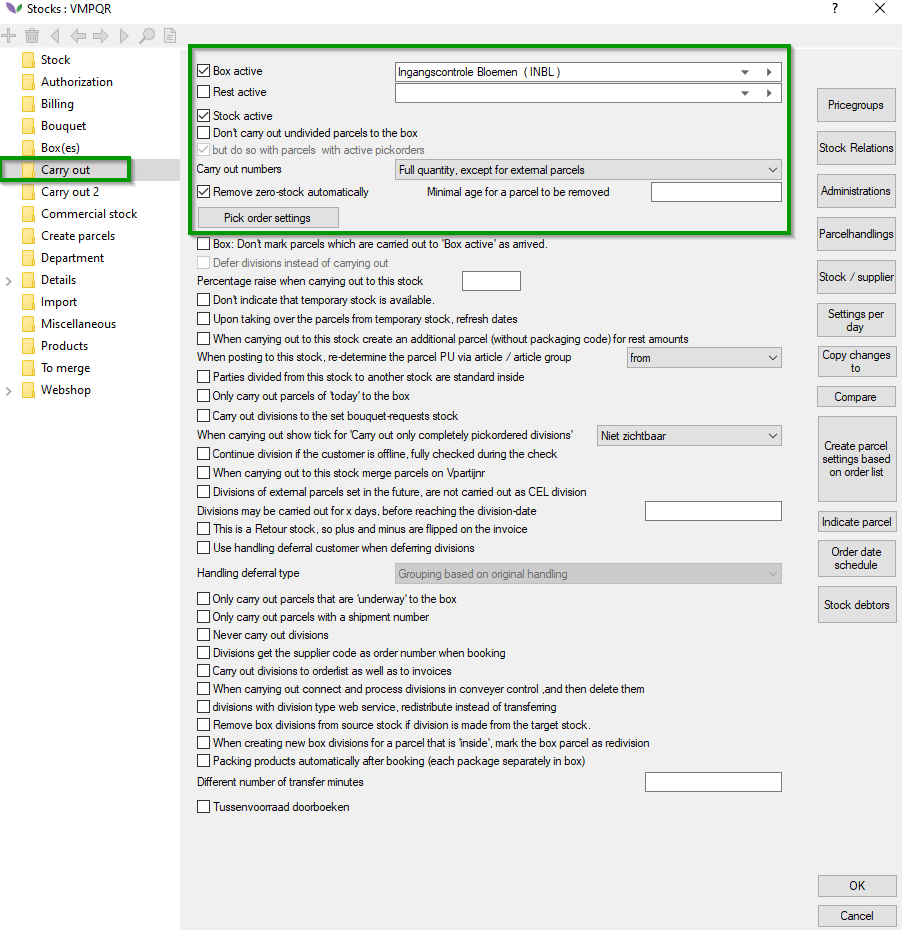 Stocks : VMPQR
?
Stock
Authorization
Billing
Bouquet
Box(es)
Carry out
Carry out 2
Commercial stock
Create parcels
Department
Details
Import
Miscellaneous
Products
To merge
Webshop
Box active
Ingangscontrole Bloemen ( INBL )
Rest active
Stock active
Don't carry out undivided parcels to the box
but do so with parcels with active pickorders
Carry out numbers
Full quantity, except for external parcels
Remove zero-stock automatically
Minimal age for a parcel to be removed
Pick order settings
Box: Don't mark parcels which are carried out to 'Box active' as arrived.
Defer divisions instead of carrying out
Percentage raise when carrying out to this stock
Don't indicate that temporary stock is available.
Upon taking over the parcels from temporary stock, refresh dates
When carrying out to this stock create an additional parcel (without packaging code) for rest amounts
When posting to this stock, re-determine the parcel PU via article / article group
from
Parties divided from this stock to another stock are standard inside
Only carry out parcels of 'today' to the box
Carry out divisions to the set bouquet-requests stock
When carrying out show tick for 'Carry out only completely pickordered divisions'
Niet zichtbaar
Continue division if the customer is offline, fully checked during the check
When carrying out to this stock merge parcels on Vpartijnr
Divisions of external parcels set in the future, are not carried out as CEL division
Divisions may be carried out for x days, before reaching the division-date
This is a Retour stock, so plus and minus are flipped on the invoice
Use handling deferral customer when deferring divisions
Handling deferral type
Grouping based on original handling
Only carry out parcels that are 'underway' to the box
Only carry out parcels with a shipment number
Never carry out divisions
Divisions get the supplier code as order number when booking
Carry out divisions to orderlist as well as to invoices
When carrying out connect and process divisions in conveyer control ,and then delete them
divisions with division type web service, redistribute instead of transferring
Remove box divisions from source stock if division is made from the target stock.
When creating new box divisions for a parcel that is 'inside', mark the box parcel as redivision
Packing products automatically after booking (each package separately in box)
Different number of transfer minutes
Tussenvoorraad doorboeken
Pricegroups
Stock Relations
Administrations
Parcelhandlings
Stock / supplier
Settings per
day
Copy changes
to
Compare
Create parcel
settings based
on order list
Indicate parcel
Order date
schedule
Stock debtors
OK
Cancel